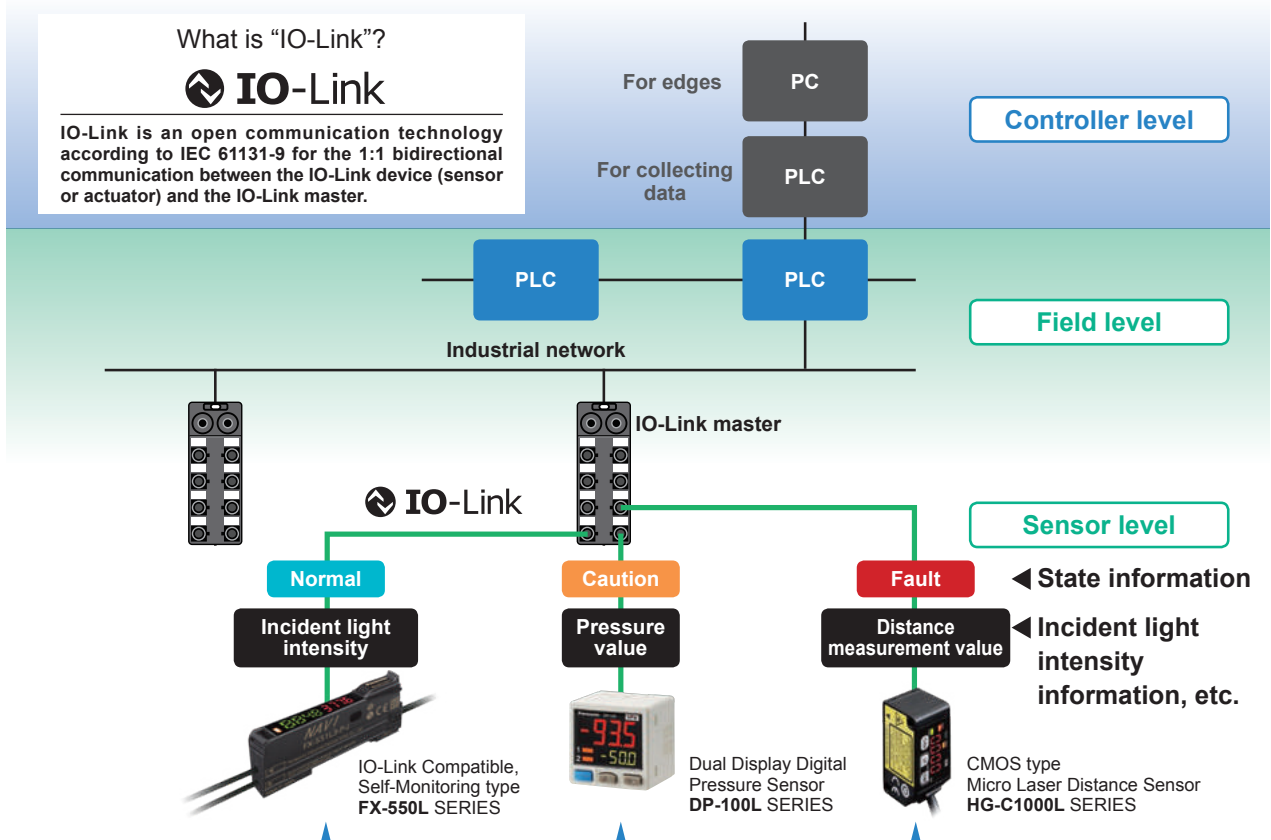 What is “IO-Link”?
IO-Link
IO-Link is an open communication technology
according to IEC 61131-9 for the 1:1 bidirectional
communication between the IO-Link device (sensor
or actuator) and the IO-Link master.
For edges
PC
Controller level
For collecting
data
PLC
PLC
PLC
Field level
Industrial network
IO-Link master
IO-Link
Sensor level
Normal
Caution
Fault
◀ State information
Incident light
intensity
Pressure
value
Distance
measurement value
◀ Incident light
intensity
information, etc.
NAVI
-93.5
-50.0
IO-Link Compatible,
Self-Monitoring type
FX-550L SERIES
Dual Display Digital
Pressure Sensor
DP-100L SERIES
CMOS type
Micro Laser Distance Sensor
HG-C1000L SERIES